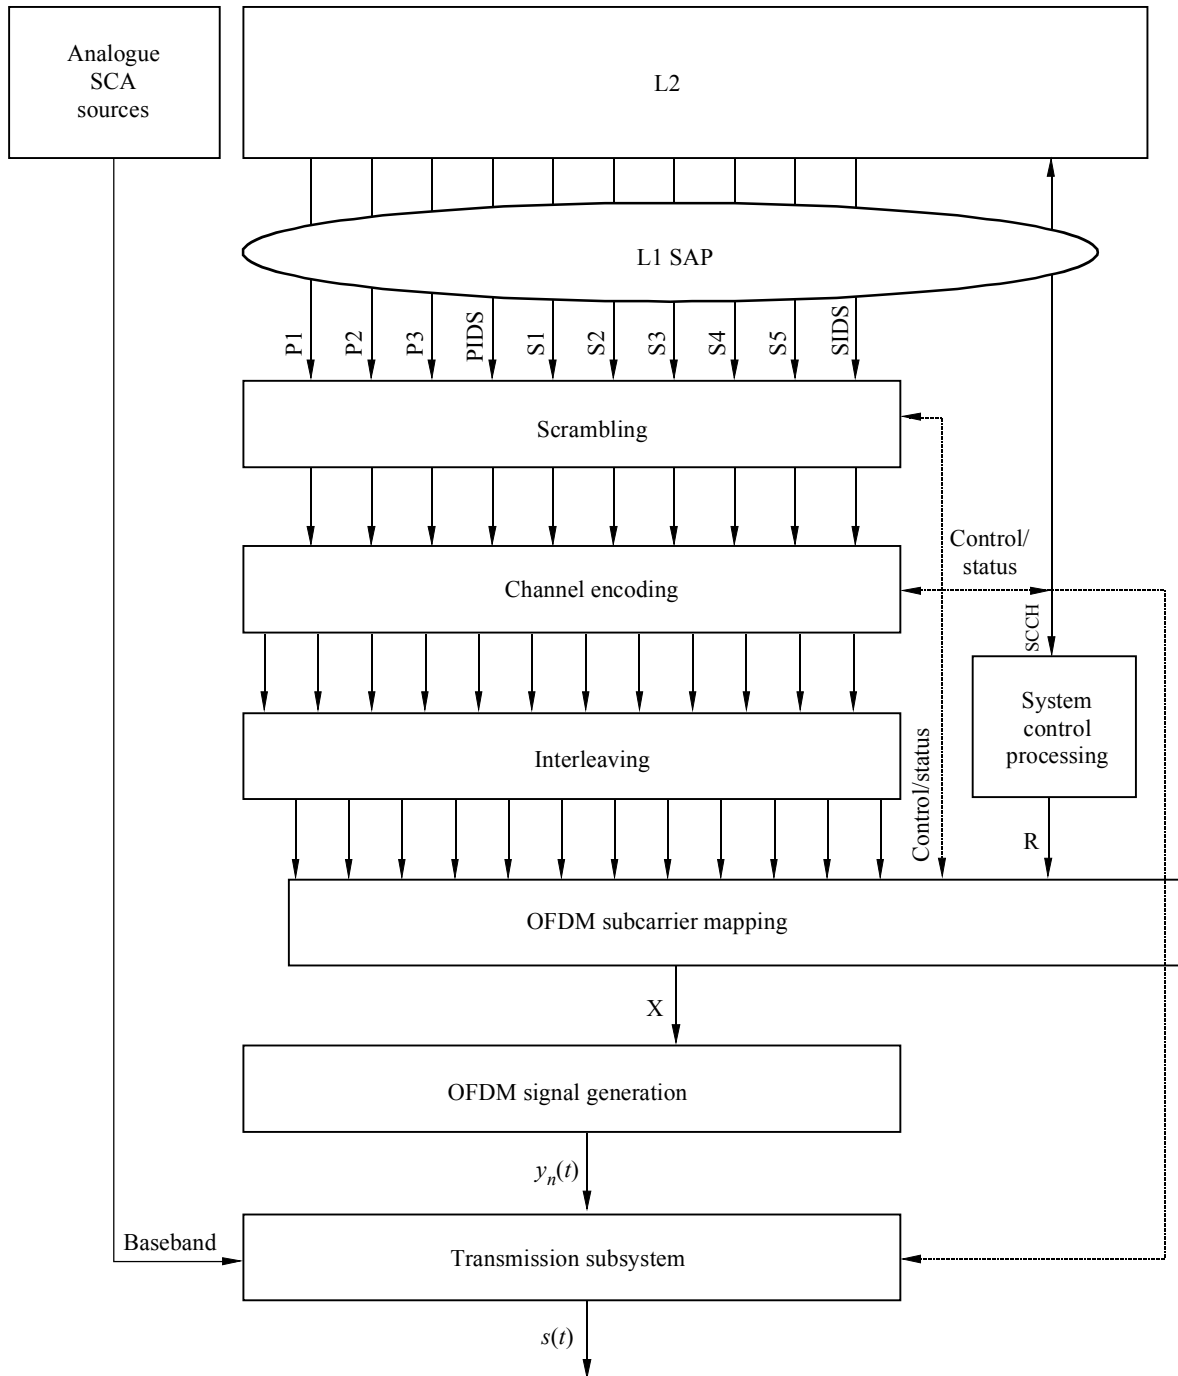 Analogue
SCA
sources
L2
L1 SAP
P1
P2
P3
PIDS
S1
S2
S3
S4
S5
SIDS
Scrambling
Control/
status
Channel encoding
SCCH
System
control
processing
Interleaving
Control/status
R
OFDM subcarrier mapping
X
OFDM signal generation
yn(t)
Baseband
Transmission subsystem
s(t)